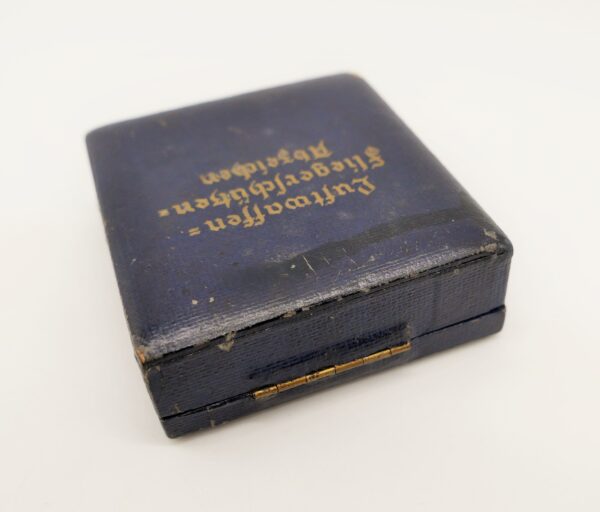 Luftwaffen=
Fliegerschützen=
Abzeichen